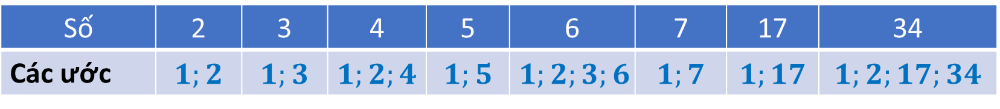 Số 2 3 4 5 6 7 17 34
Các ước 1; 2 1; 3 1; 2; 4 1; 5 1; 2; 3; 6 1; 7 1; 17 1; 2; 17; 34